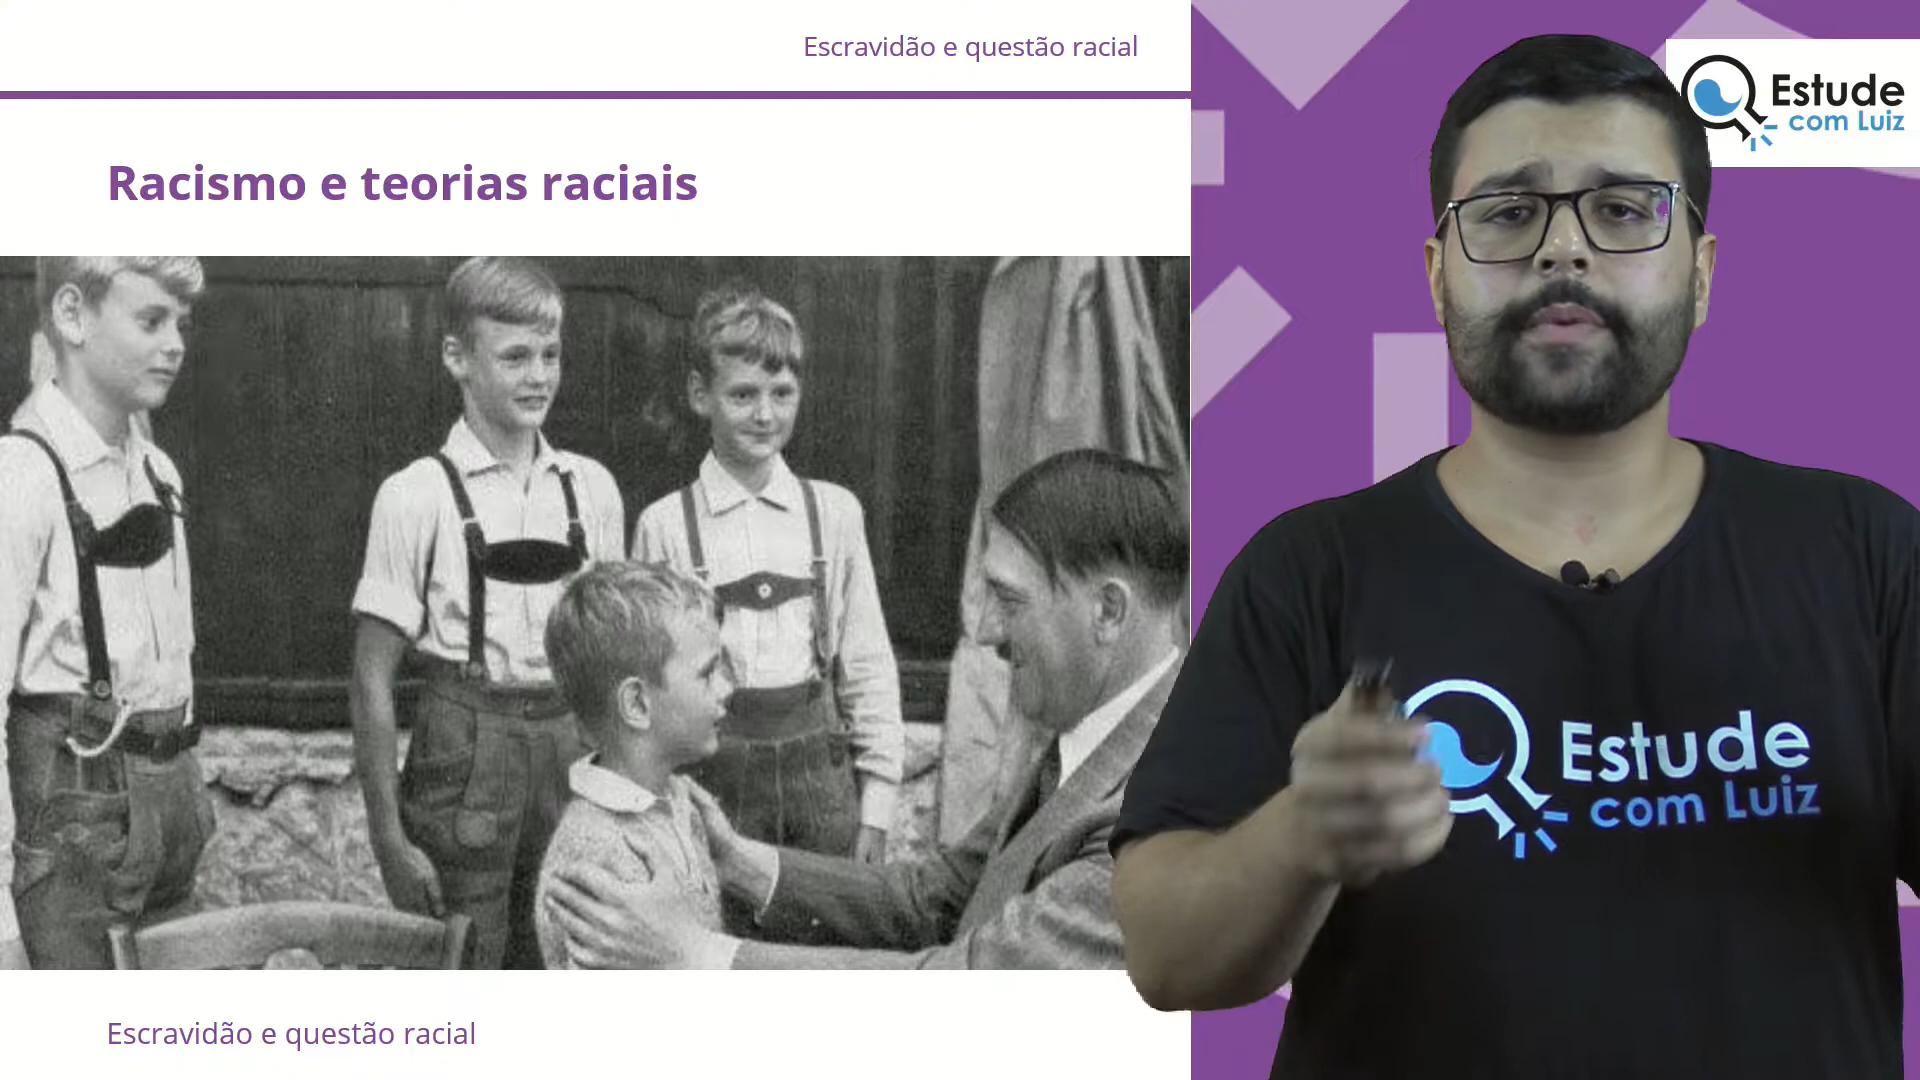 Escravidão e questão racial
Racismo e teorias raciais
Escravidão e questão racial
Estude
com Luiz
Estude
com Luiz